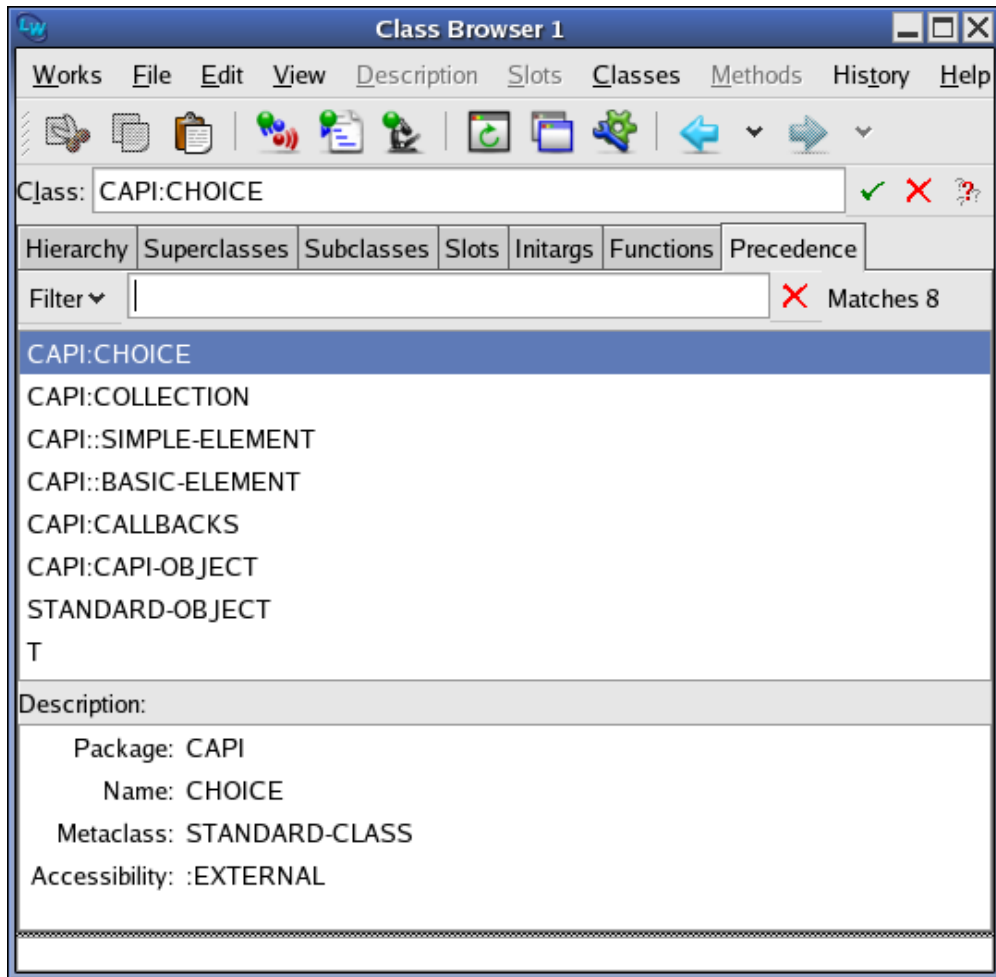 LW Class Browser 1
Works File Edit View Description Slots Classes Methods History Help
Class: CAPI:CHOICE
Hierarchy Superclasses Subclasses Slots Initargs Functions Precedence
Filter Matches 8
CAPI:CHOICE
CAPI:COLLECTION
CAPI::SIMPLE-ELEMENT
CAPI::BASIC-ELEMENT
CAPI:CALLBACKS
CAPI:CAPI-OBJECT
STANDARD-OBJECT
T
Description:
Package: CAPI
Name: CHOICE
Metaclass: STANDARD-CLASS
Accessibility: :EXTERNAL